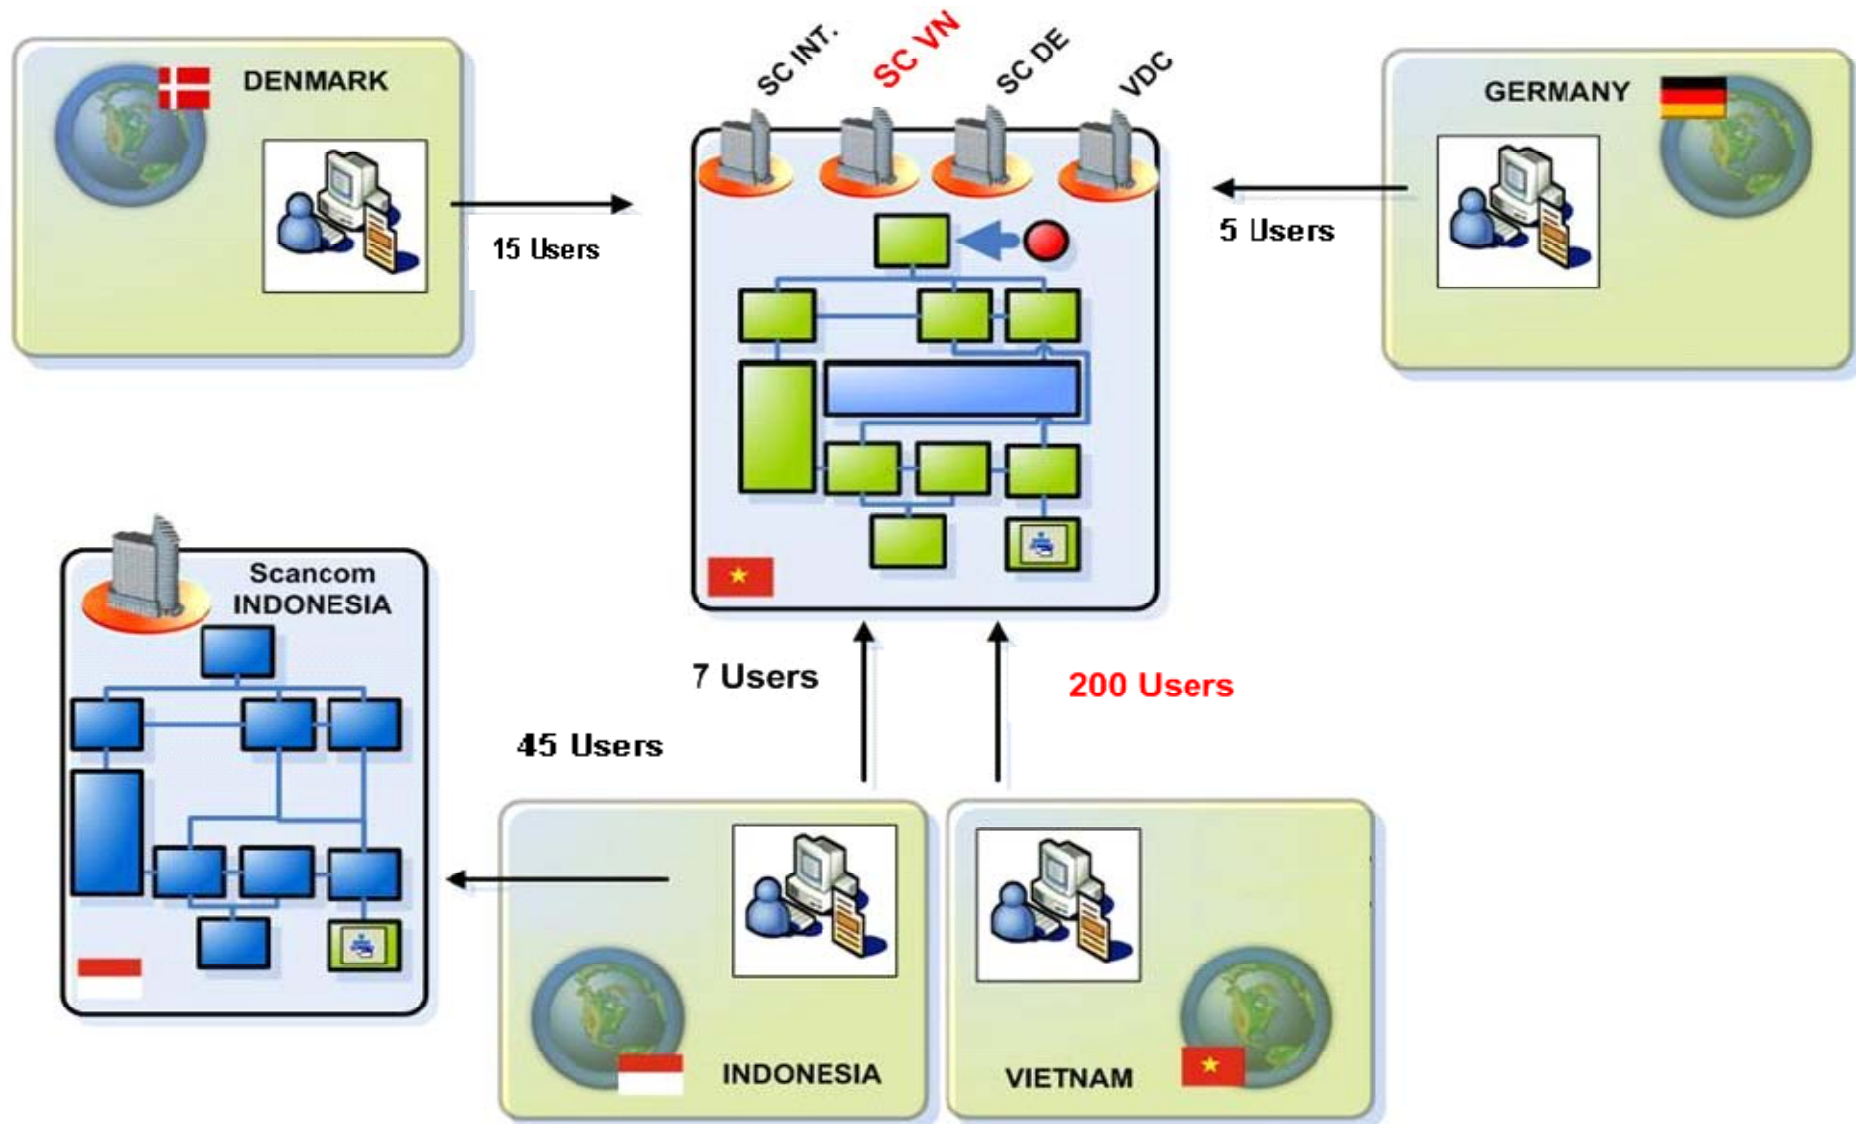 DENMARK
15 Users
SC INT.
SC VN
SC DE
VDC
GERMANY
5 Users
Scancom
INDONESIA
7 Users
200 Users
45 Users
INDONESIA
VIETNAM